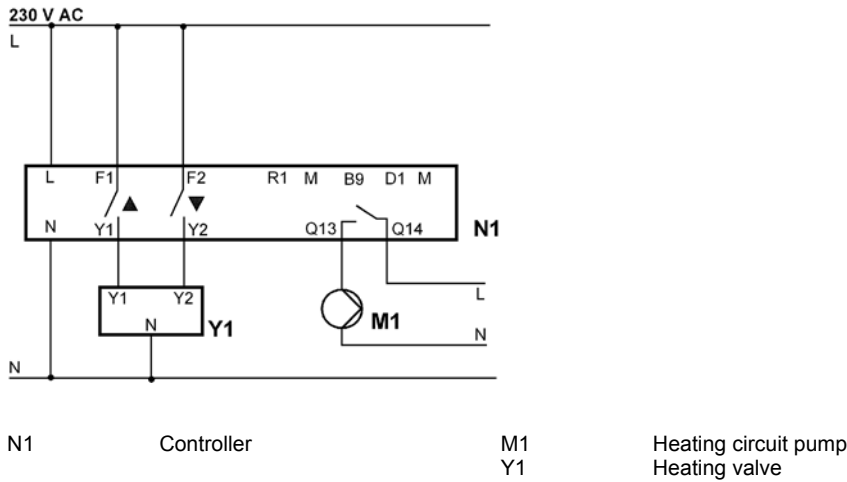 230 V AC
L
L F1 F2 R1 M B9 D1 M
N Y1 Y2 Q13 Q14 N1
Y1 Y2
L
N Y1 M1
N
N
N1 Controller M1 Heating circuit pump
Y1 Heating valve